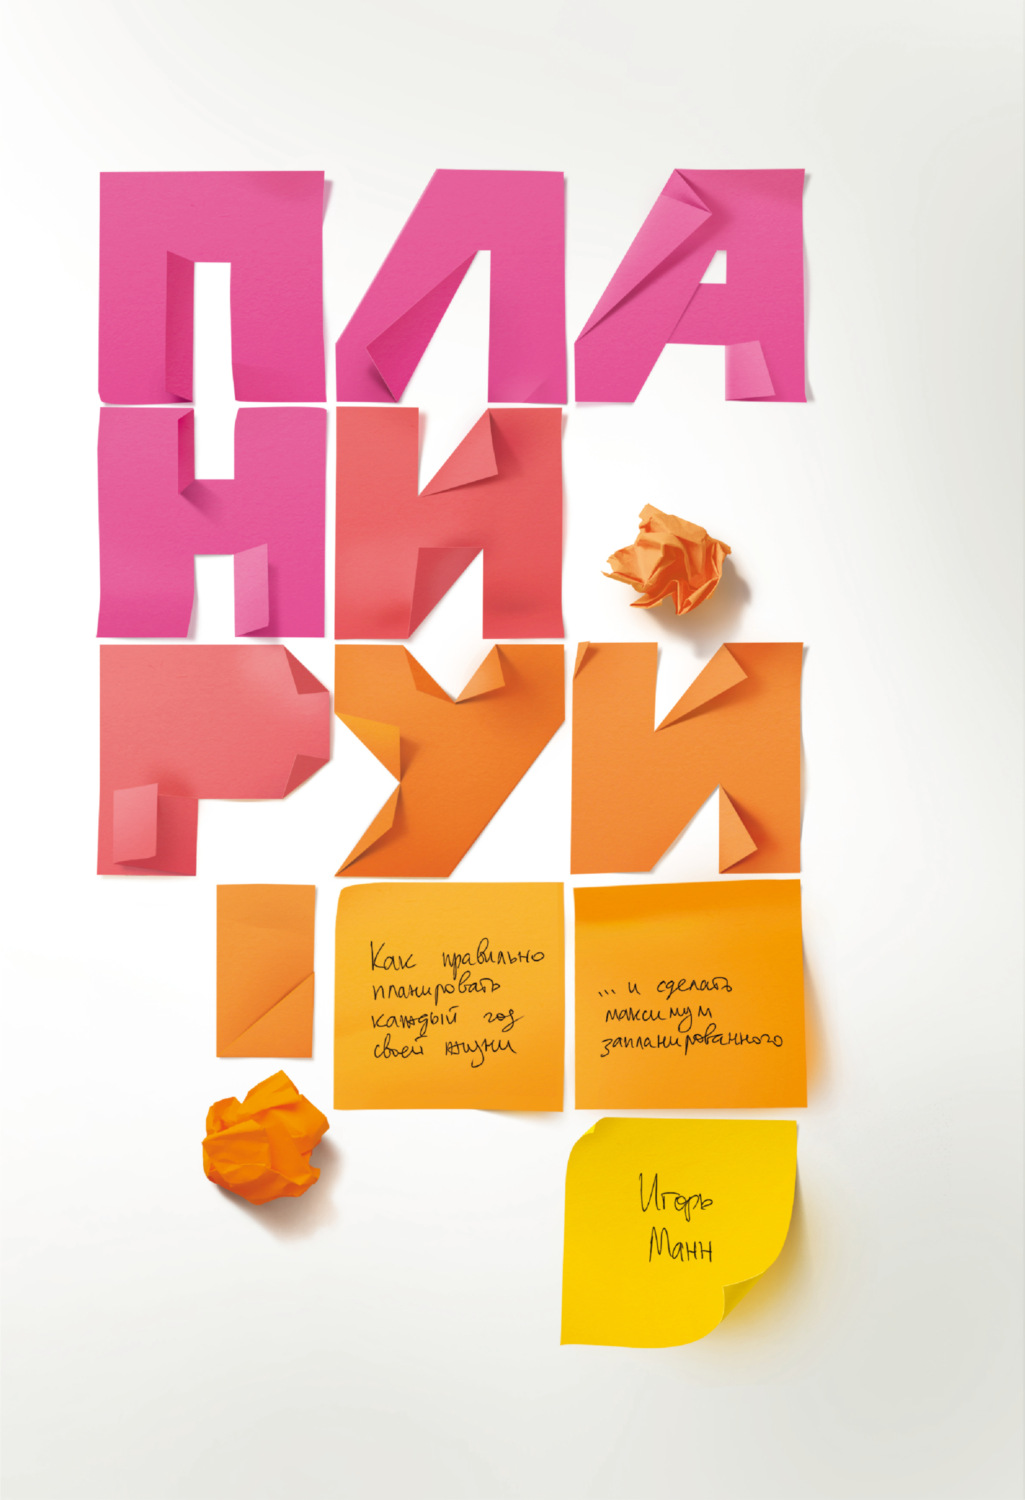 ПЛА
НИ
РУЙ
!
Как правильно
планировать
каждый год
своей жизни
... и сделать
максимум
запланированного
Игорь
Манн